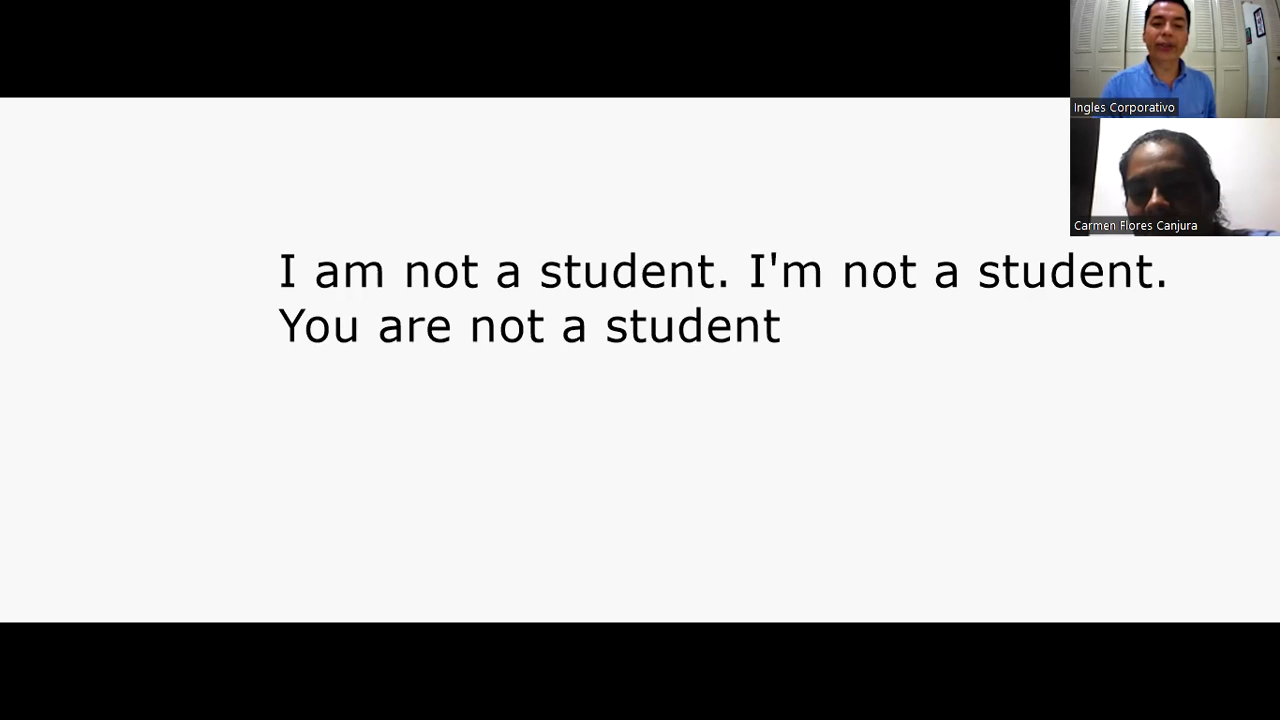 Ingles Corporativo
Carmen Flores Canjura
I am not a student. I'm not a student.
You are not a student